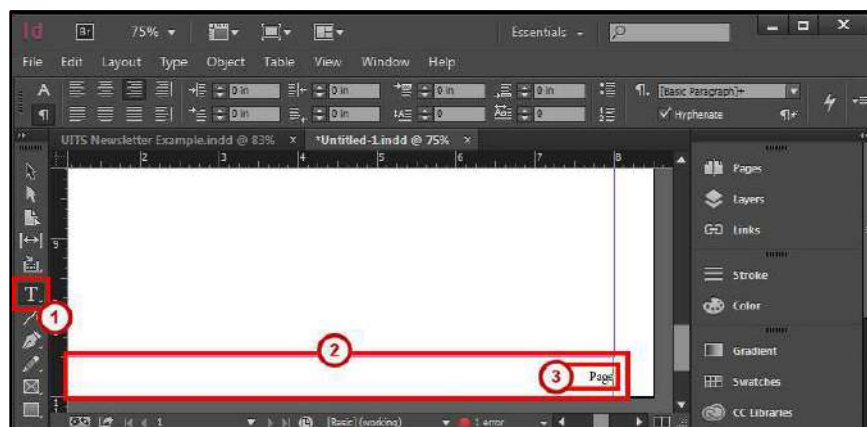 Id Br 75% Essentials
File Edit Layout Type Object Table View Window Help
A 0 in 0 in 0 in 0 in ¶. [Basic Paragraph]+
¶ 0 in 0 in 0 0 Hyphenate
UITS Newsletter Example.indd @ 83% x *Untitled-1.indd @ 75% x
2 3 4 5 6 7 8
Pages
Layers
Links
9
Stroke
T
1
Color
2
Gradient
3 Page
Swatches
1 [Basic] (working) 1 error
CC Libraries